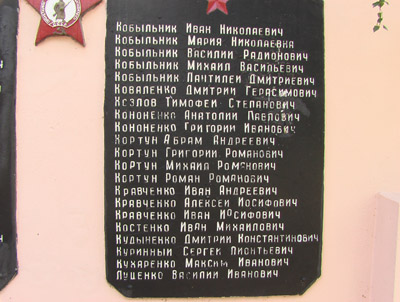 Кобыльник Иван Николаевич
Кобыльник Мария Николаевна
Кобыльник Василий Радионович
Кобыльник Михаил Васильевич
Кобыльник Пантилей Дмитриевич
Коваленко Дмитрий Герасимович
Козлов Тимофей Степанович
Кононенко Анатолий Павлович
Кононенко Григорий Иванович
Кортун Абрам Андреевич
Кортун Григорий Романович
Кортун Михаил Романович
Кортун Роман Романович
Кравченко Иван Андреевич
Кравченко Алексей Иосифович
Кравченко Иван Иосифович
Костенко Иван Михайлович
Кудыненко Дмитрий Константинович
Куринный Сергей Леонтьевич
Кухаренко Максим Иванович
Луценко Василий Иванович